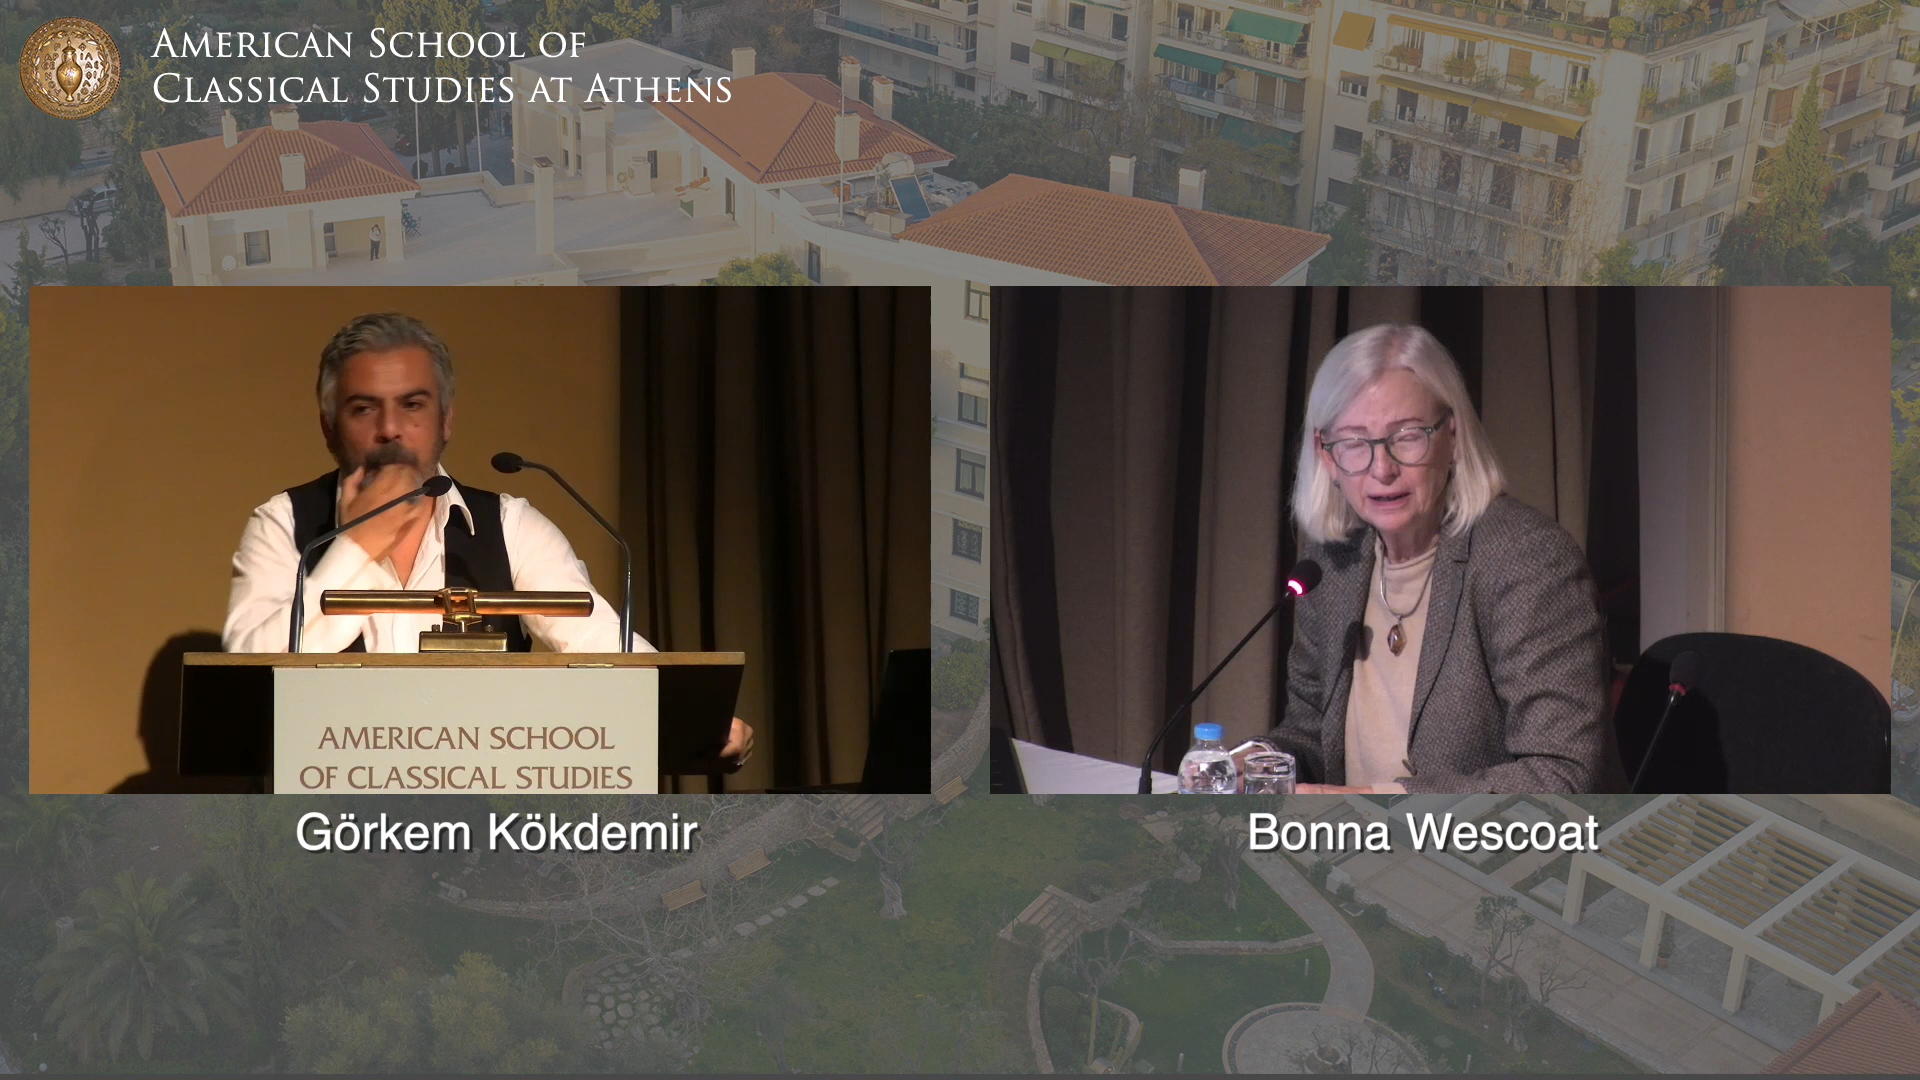 AMERICAN SCHOOL OF
CLASSICAL STUDIES AT ATHENS
AMERICAN SCHOOL
OF CLASSICAL STUDIES
Görkem Kökdemir
Bonna Wescoat